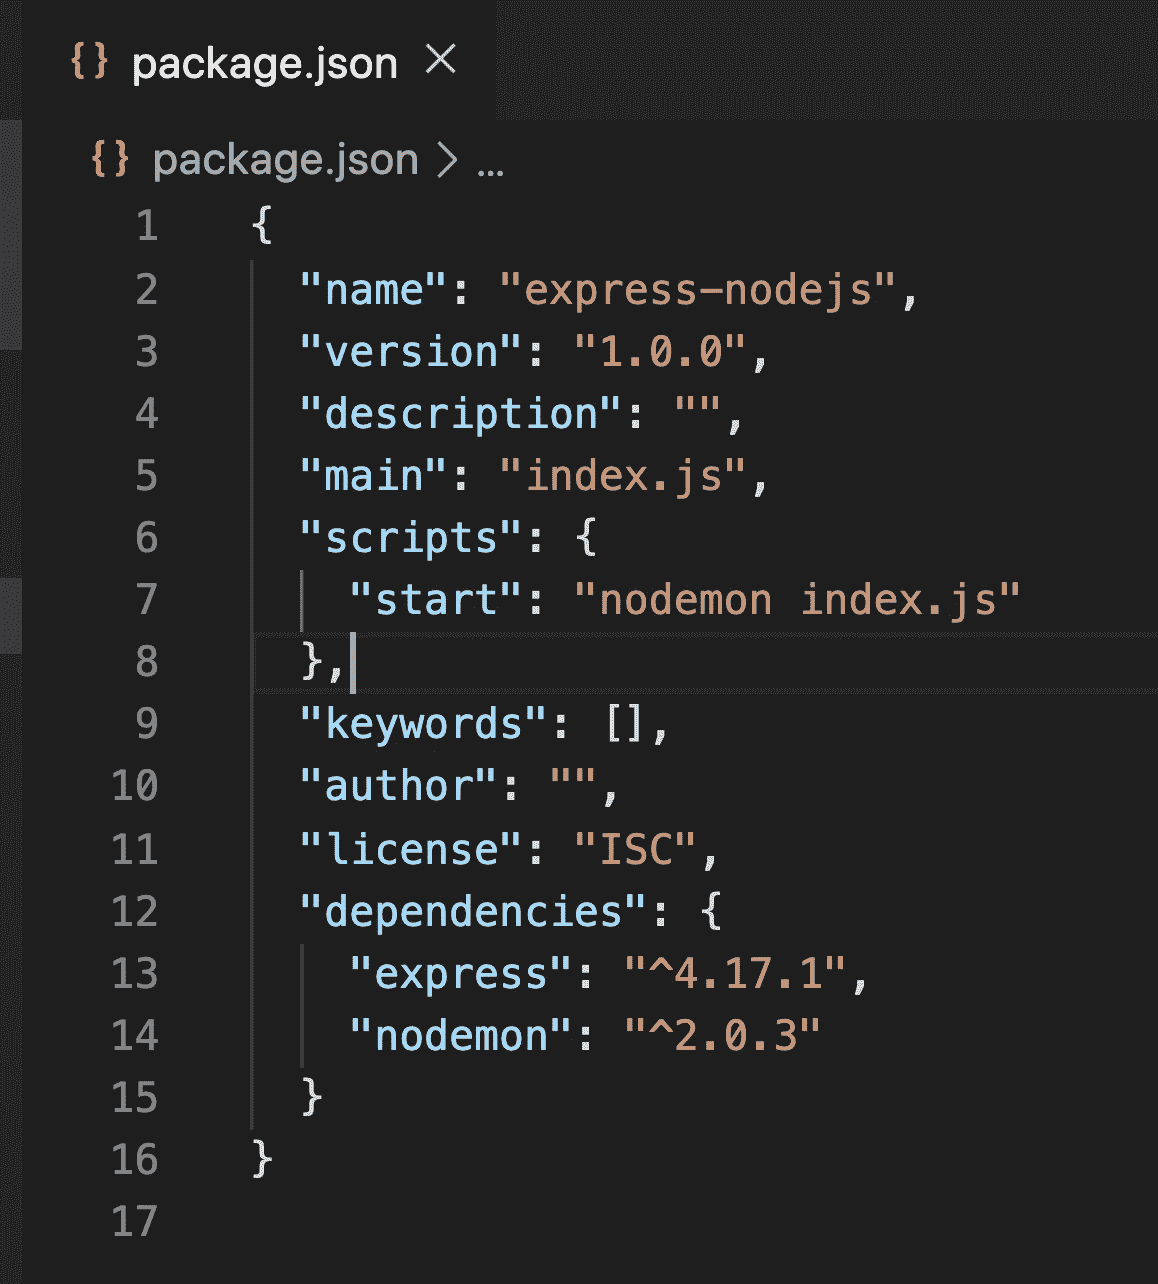 {} package.json ×
{} package.json > ...
1 {
2   "name": "express-nodejs",
3   "version": "1.0.0",
4   "description": "",
5   "main": "index.js",
6   "scripts": {
7     "start": "nodemon index.js"
8   },
9   "keywords": [],
10   "author": "",
11   "license": "ISC",
12   "dependencies": {
13     "express": "^4.17.1",
14     "nodemon": "^2.0.3"
15   }
16 }
17